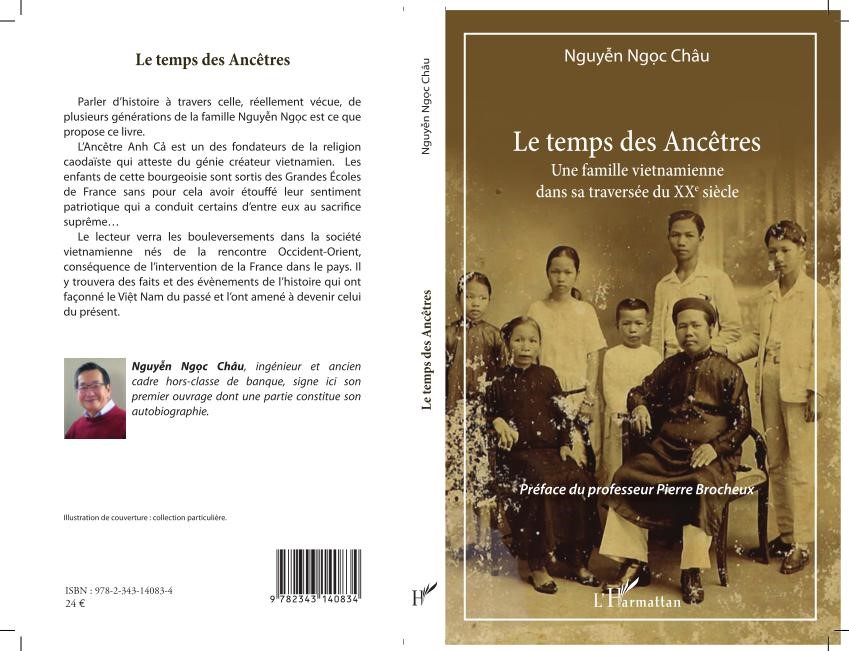 Le temps des Ancêtres
Parler d’histoire à travers celle, réellement vécue, de
plusieurs générations de la famille Nguyễn Ngọc est ce que
propose ce livre.
L’Ancêtre Anh Cả est un des fondateurs de la religion
caodaïste qui atteste du génie créateur vietnamien. Les
enfants de cette bourgeoisie sont sortis des Grandes Écoles
de France sans pour cela avoir étouffé leur sentiment
patriotique qui a conduit certains d’entre eux au sacrifice
suprême…
Le lecteur verra les bouleversements dans la société
vietnamienne nés de la rencontre Occident-Orient,
conséquence de l’intervention de la France dans le pays. Il
y trouvera des faits et des évènements de l’histoire qui ont
façonné le Việt Nam du passé et l’ont amené à devenir celui
du présent.
Nguyễn Ngọc Châu, ingénieur et ancien
cadre hors-classe de banque, signe ici son
premier ouvrage dont une partie constitue son
autobiographie.
Illustration de couverture : collection particulière.
ISBN : 978-2-343-14083-4
24 €
9 782343 140834
Nguyễn Ngọc Châu
Le temps des Ancêtres
H
Nguyễn Ngọc Châu
Le temps des Ancêtres
Une famille vietnamienne
dans sa traversée du XXe siècle
Préface du professeur Pierre Brocheux
L'Harmattan